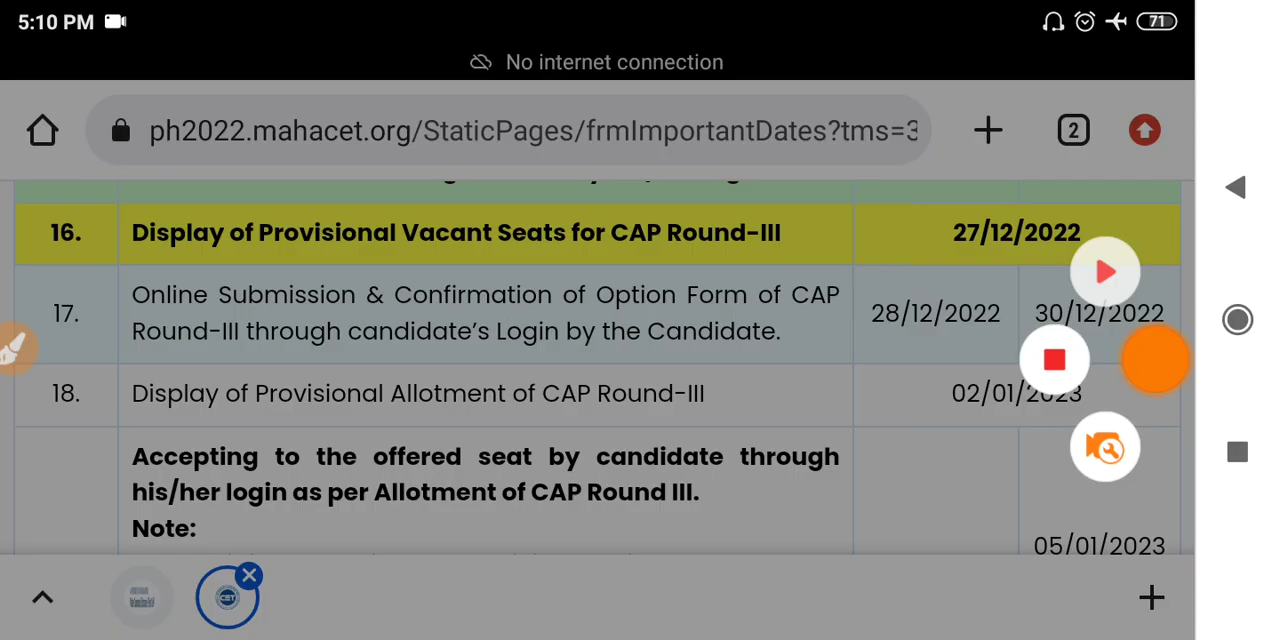 5:10 PM
71
No internet connection
ph2022.mahacet.org/StaticPages/frmImportantDates?tms=3
2
16. Display of Provisional Vacant Seats for CAP Round-III 27/12/2022
17. Online Submission & Confirmation of Option Form of CAP Round-III through candidate's Login by the Candidate. 28/12/2022 30/12/2022
18. Display of Provisional Allotment of CAP Round-III 02/01/2023
Accepting to the offered seat by candidate through
his/her login as per Allotment of CAP Round III.
Note:
05/01/2023
CET